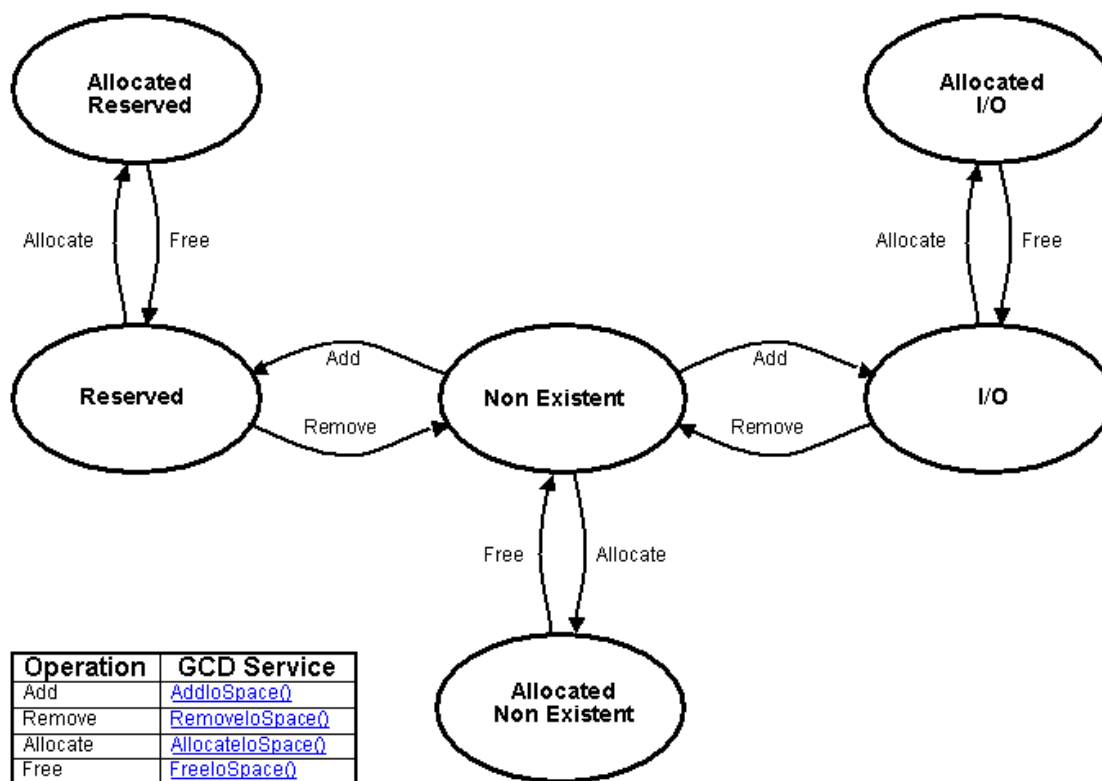 Allocated
Reserved
Allocated
I/O
Allocate
Free
Allocate
Free
Add
Add
Reserved
Non Existent
I/O
Remove
Remove
Free
Allocate
Allocated
Non Existent
Operation GCD Service
Add AddIoSpace()
Remove RemoveIoSpace()
Allocate AllocateIoSpace()
Free FreeIoSpace()